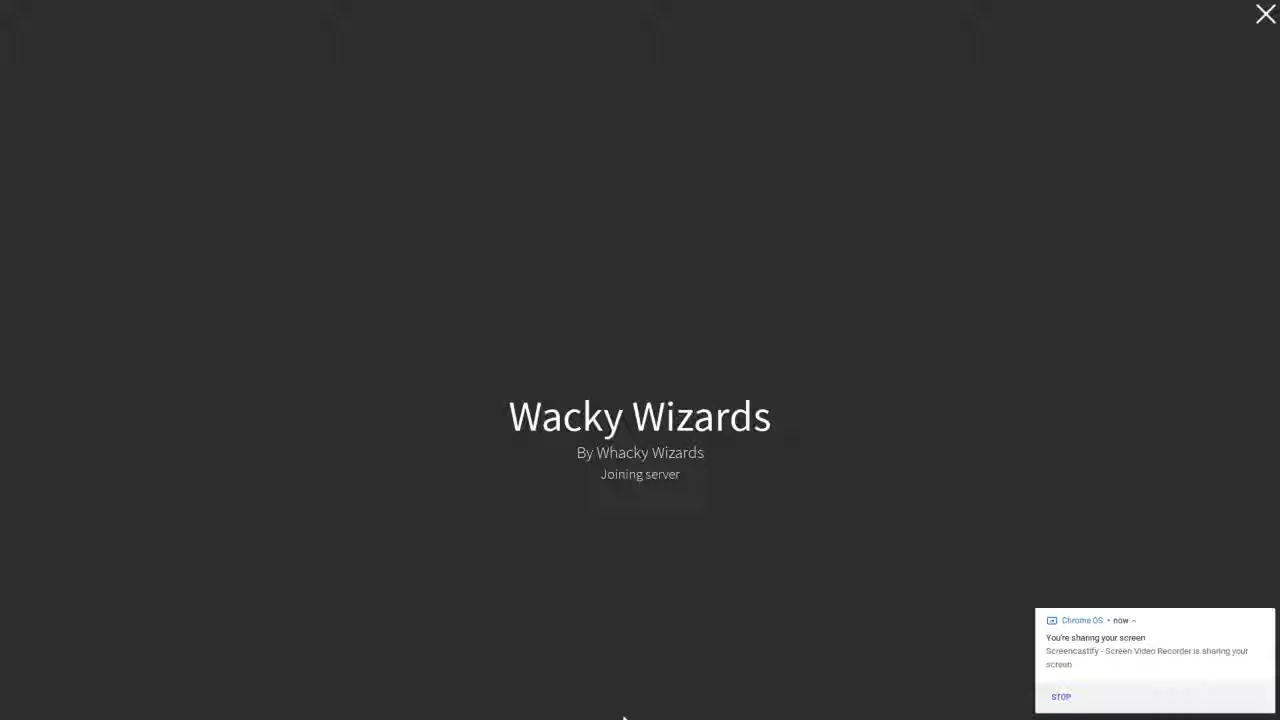 Wacky Wizards
By Whacky Wizards
Joining server
Chrome OS • now
You're sharing your screen
Screencastify - Screen Video Recorder is sharing your
screen
STOP